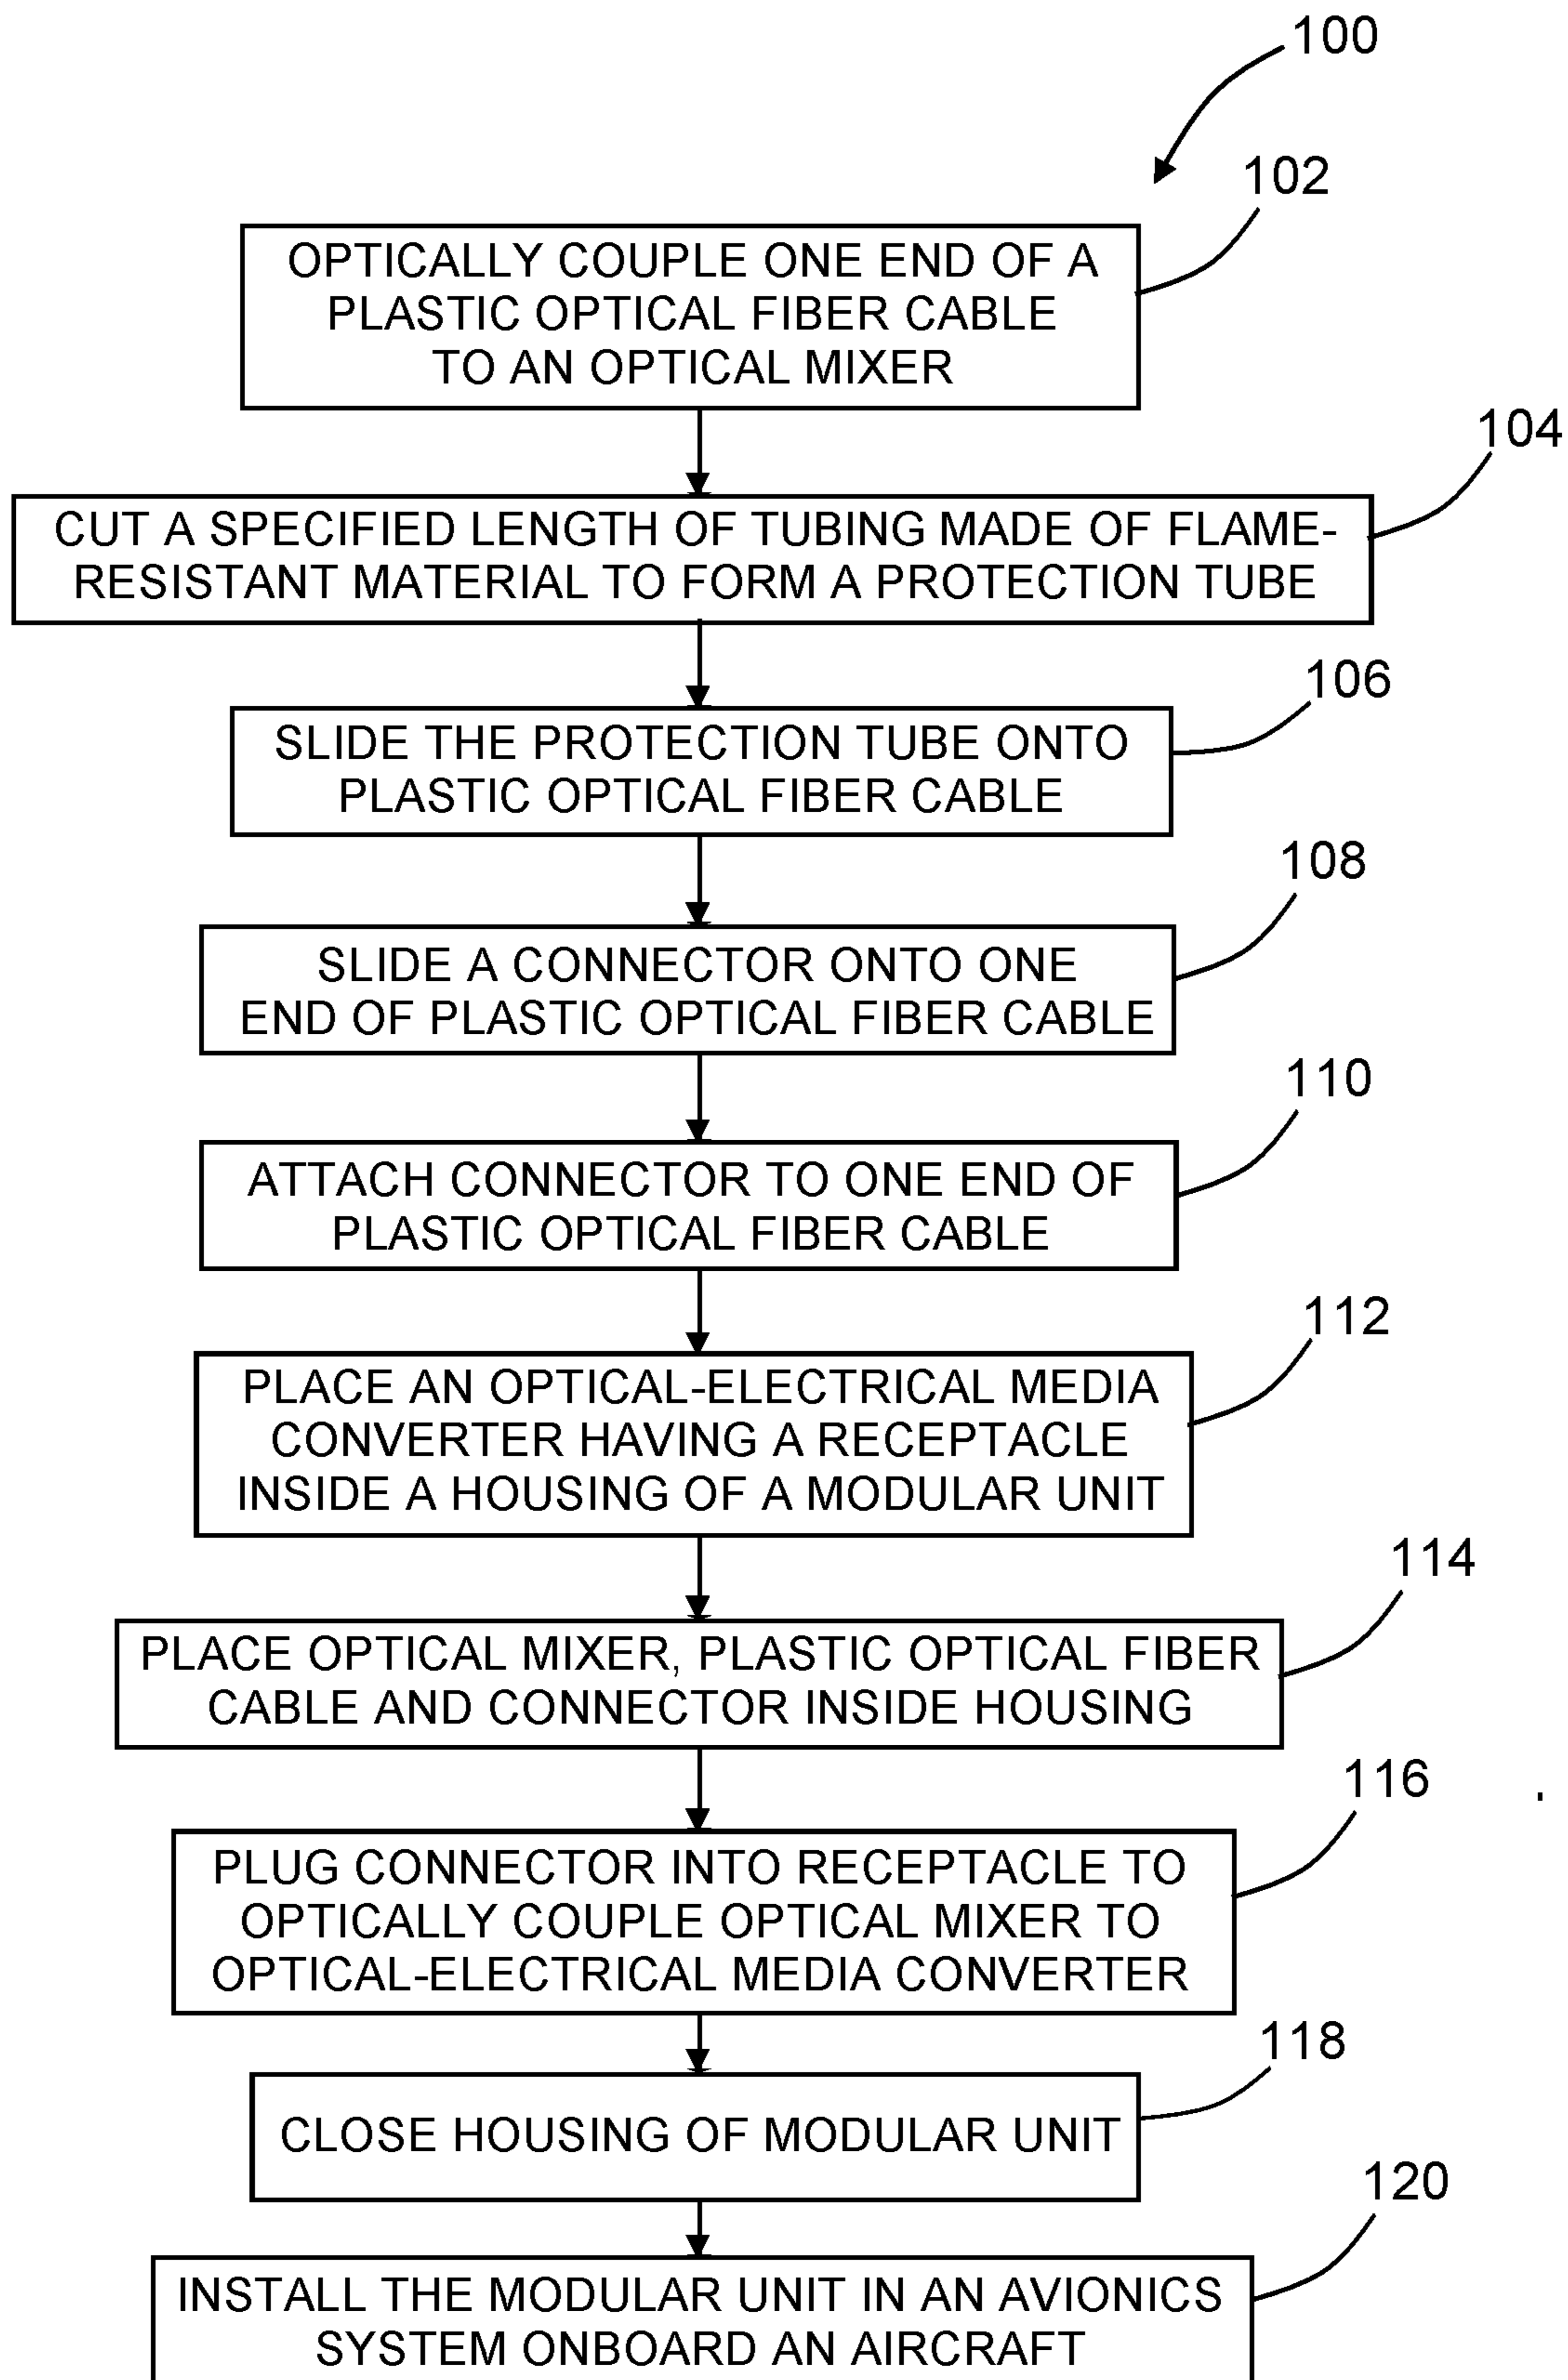 100
102
OPTICALLY COUPLE ONE END OF A
PLASTIC OPTICAL FIBER CABLE
TO AN OPTICAL MIXER
104
CUT A SPECIFIED LENGTH OF TUBING MADE OF FLAME-
RESISTANT MATERIAL TO FORM A PROTECTION TUBE
106
SLIDE THE PROTECTION TUBE ONTO
PLASTIC OPTICAL FIBER CABLE
108
SLIDE A CONNECTOR ONTO ONE
END OF PLASTIC OPTICAL FIBER CABLE
110
ATTACH CONNECTOR TO ONE END OF
PLASTIC OPTICAL FIBER CABLE
112
PLACE AN OPTICAL-ELECTRICAL MEDIA
CONVERTER HAVING A RECEPTACLE
INSIDE A HOUSING OF A MODULAR UNIT
114
PLACE OPTICAL MIXER, PLASTIC OPTICAL FIBER
CABLE AND CONNECTOR INSIDE HOUSING
116
PLUG CONNECTOR INTO RECEPTACLE TO
OPTICALLY COUPLE OPTICAL MIXER TO
OPTICAL-ELECTRICAL MEDIA CONVERTER
118
CLOSE HOUSING OF MODULAR UNIT
120
INSTALL THE MODULAR UNIT IN AN AVIONICS
SYSTEM ONBOARD AN AIRCRAFT